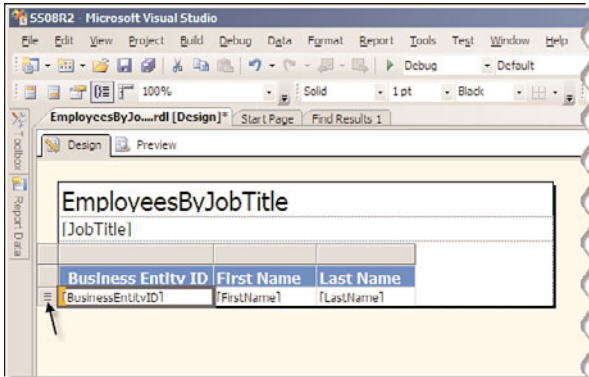 SS08R2 - Microsoft Visual Studio
File Edit View Project Build Debug Data Format Report Tools Test Window Help
Debug Default
100% Solid 1 pt Black
EmployeesByJo....rdl [Design]* Start Page Find Results 1
Toolbox
Report Data
Design Preview
EmployeesByJobTitle
[JobTitle]
Business Entity ID First Name Last Name
[BusinessEntityID] [FirstName] [LastName]